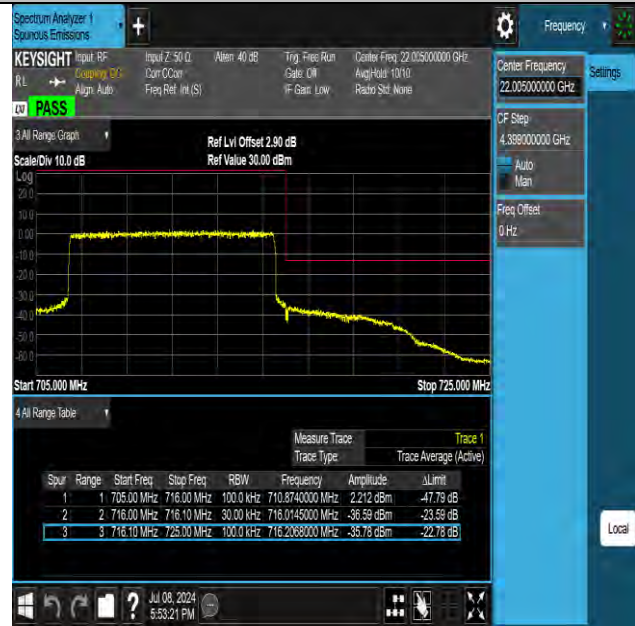 Spectrum Analyzer 1
Spurious Emissions
+
Frequency
KEYSIGHT Input: RF Input Z: 50 Ω Atten: 40 dB Trig: Free Run Center Freq: 22.005000000 GHz
RL Coupling: DC Corr CCorr Gate: Off Avg|Hold: 10/10
Align: Auto Freq Ref: Int (S) IF Gain: Low Radio Std: None
LXI PASS
Center Frequency
22.005000000 GHz
Settings
CF Step
4.399000000 GHz
Auto
Man
Freq Offset
0 Hz
3 All Range Graph
Ref Lvl Offset 2.90 dB
Scale/Div 10.0 dB Ref Value 30.00 dBm
Log
20.0
10.0
0.00
-10.0
-20.0
-30.0
-40.0
-50.0
-60.0
Start 705.000 MHz Stop 725.000 MHz
4 All Range Table
Measure Trace Trace 1
Trace Type Trace Average (Active)
Spur Range Start Freq Stop Freq RBW Frequency Amplitude ΔLimit
1 1 705.00 MHz 716.00 MHz 100.0 kHz 710.8740000 MHz 2.212 dBm -47.79 dB
2 2 716.00 MHz 716.10 MHz 30.00 kHz 716.0145000 MHz -36.59 dBm -23.59 dB
3 3 716.10 MHz 725.00 MHz 100.0 kHz 716.2068000 MHz -35.78 dBm -22.78 dB
Local
?
Jul 08, 2024
5:53:21 PM